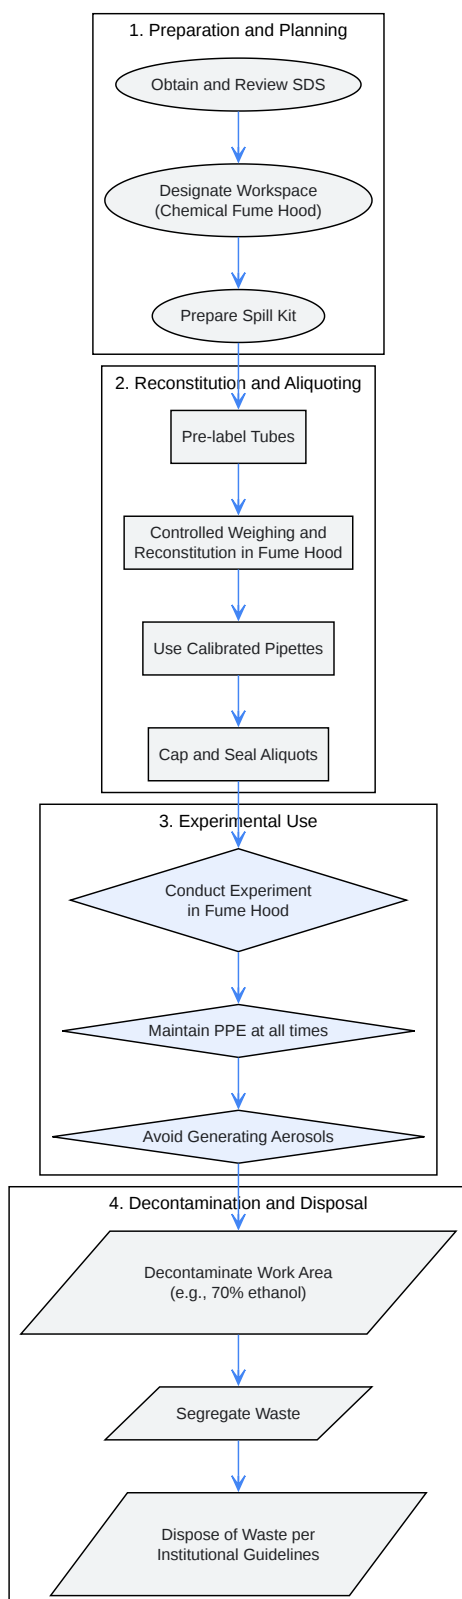 1. Preparation and Planning
Obtain and Review SDS
Designate Workspace
(Chemical Fume Hood)
Prepare Spill Kit
2. Reconstitution and Aliquoting
Pre-label Tubes
Controlled Weighing and
Reconstitution in Fume Hood
Use Calibrated Pipettes
Cap and Seal Aliquots
3. Experimental Use
Conduct Experiment
in Fume Hood
Maintain PPE at all times
Avoid Generating Aerosols
4. Decontamination and Disposal
Decontaminate Work Area
(e.g., 70% ethanol)
Segregate Waste
Dispose of Waste per
Institutional Guidelines